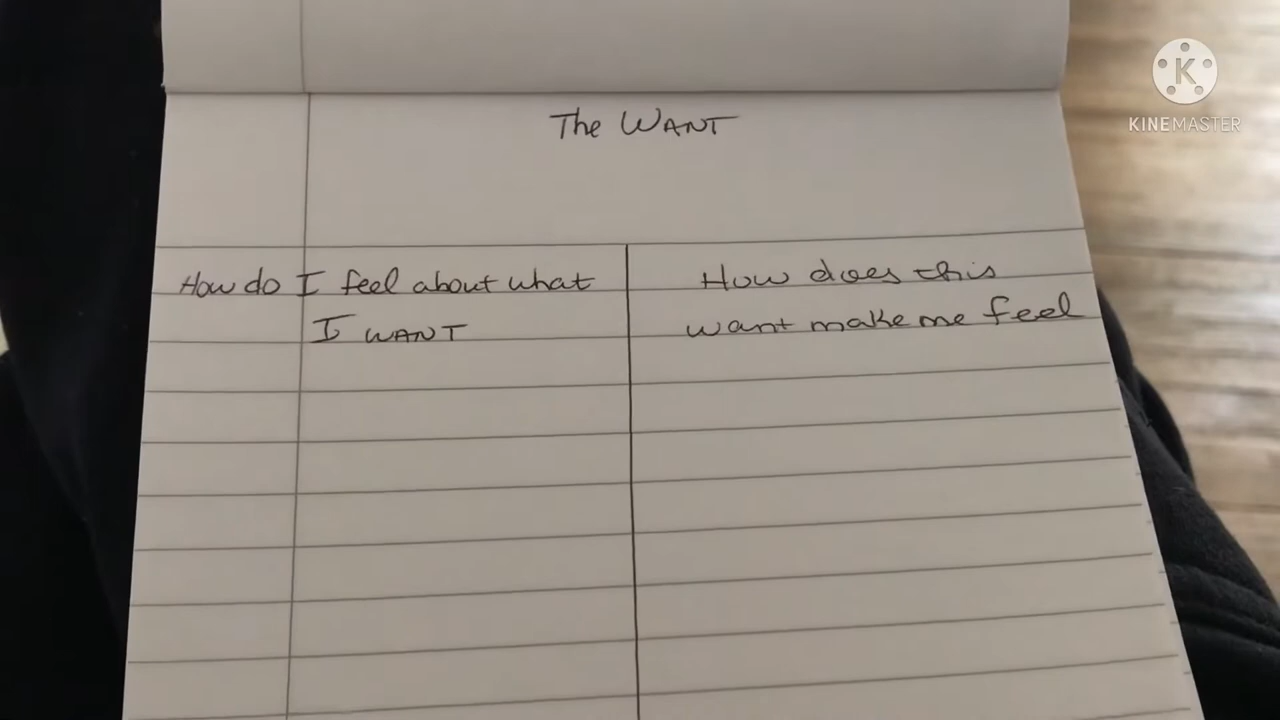 The WANT
How do I feel about what
I WANT
How does this
want make me feel
K
KINEMASTER